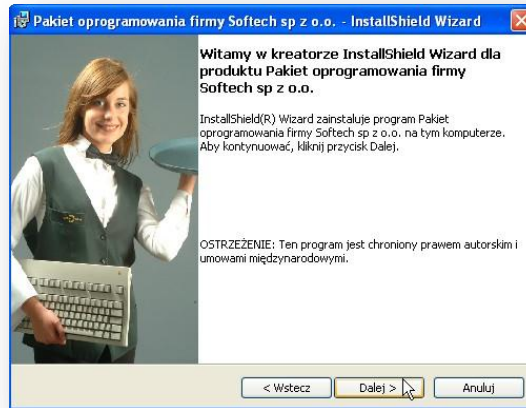 Pakiet oprogramowania firmy Softech sp z o.o. - InstallShield Wizard
Witamy w kreatorze InstallShield Wizard dla
produktu Pakiet oprogramowania firmy
Softech sp z o.o.
InstallShield(R) Wizard zainstaluje program Pakiet
oprogramowania firmy Softech sp z o.o. na tym komputerze.
Aby kontynuować, kliknij przycisk Dalej.
OSTRZEŻENIE: Ten program jest chroniony prawem autorskim i
umowami międzynarodowymi.
< Wstecz Dalej > Anuluj